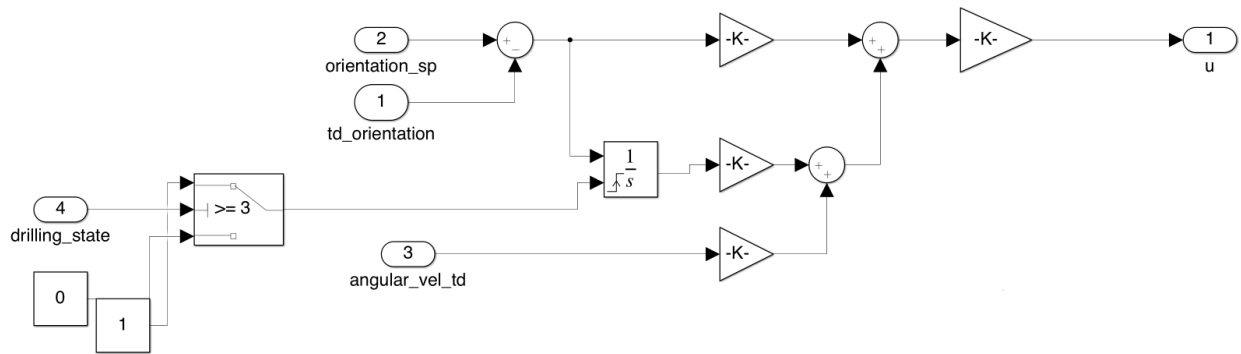 2
orientation_sp
+
−
-K-
+
+
-K-
1
u
1
td_orientation
1
s
-K-
+
+
4
drilling_state
>= 3
3
angular_vel_td
-K-
0
1